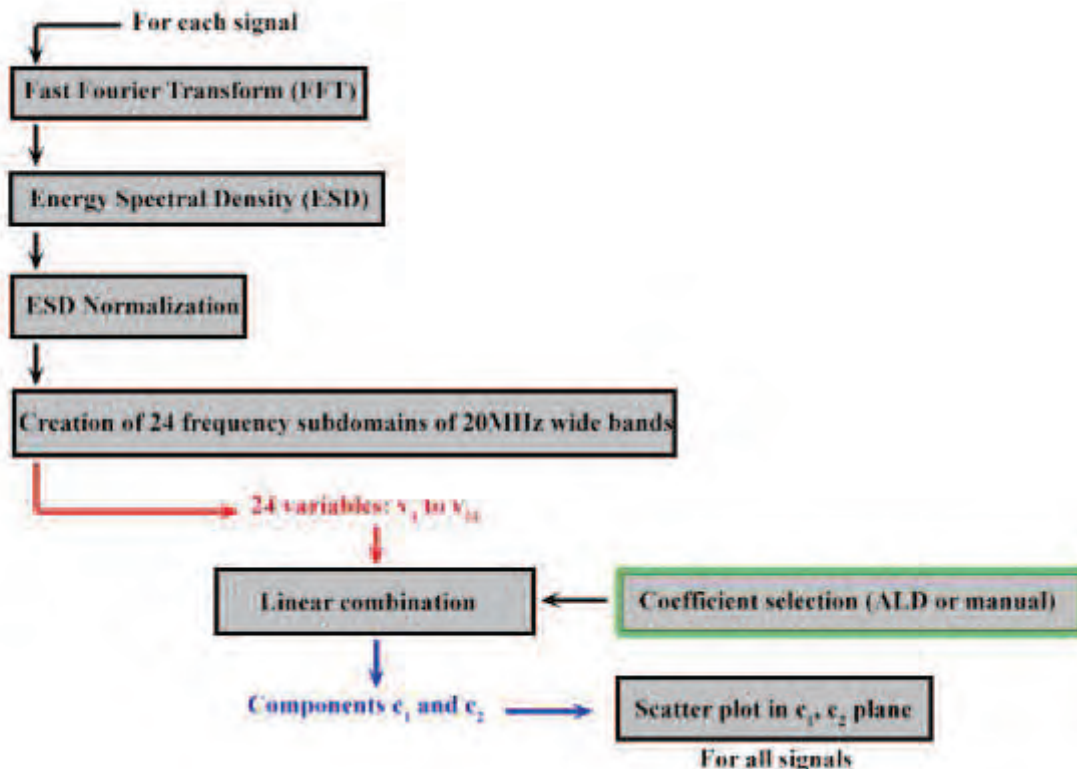 For each signal
Fast Fourier Transform (FFT)
Energy Spectral Density (ESD)
ESD Normalization
Creation of 24 frequency subdomains of 20MHz wide bands
24 variables: v1 to v24
Linear combination
Coefficient selection (ALD or manual)
Components c1 and c2
Scatter plot in c1, c2 plane
For all signals